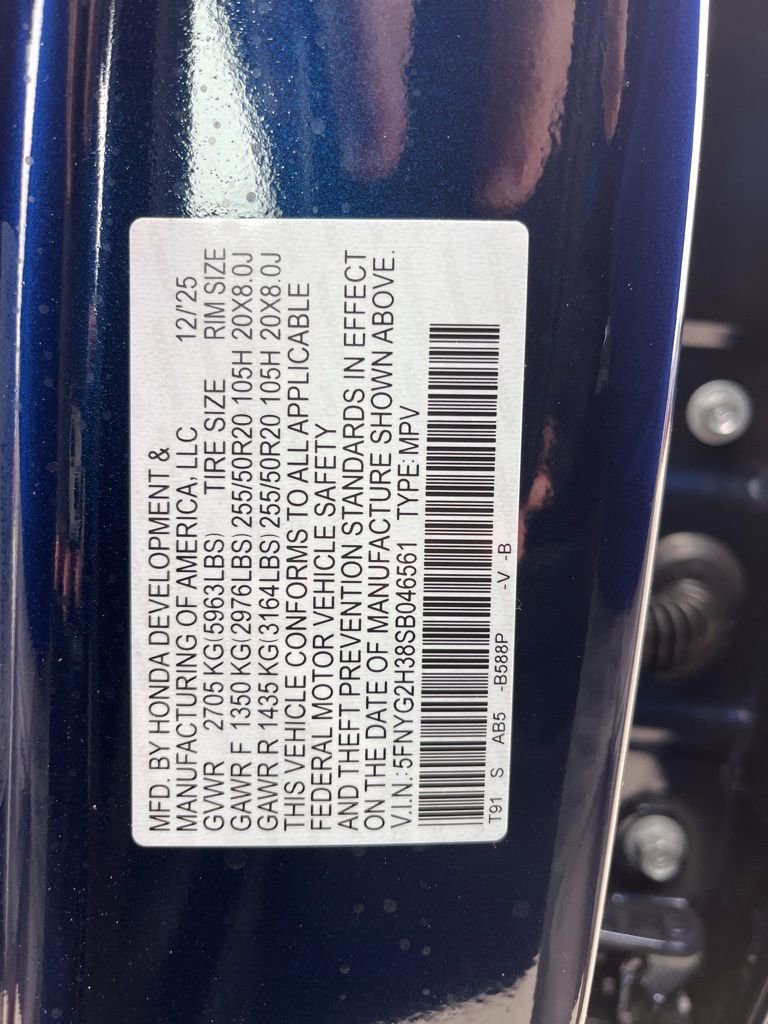 MFD. BY HONDA DEVELOPMENT &
MANUFACTURING OF AMERICA, LLC 12/'25
GVWR 2705 KG(5963LBS) TIRE SIZE RIM SIZE
GAWR F 1350 KG(2976LBS) 255/50R20 105H 20X8.0J
GAWR R 1435 KG(3164LBS) 255/50R20 105H 20X8.0J
THIS VEHICLE CONFORMS TO ALL APPLICABLE
FEDERAL MOTOR VEHICLE SAFETY
AND THEFT PREVENTION STANDARDS IN EFFECT
ON THE DATE OF MANUFACTURE SHOWN ABOVE.
V.I.N.:5FNYG2H38SB046561 TYPE:MPV
T91 S AB5 -B588P -V -B